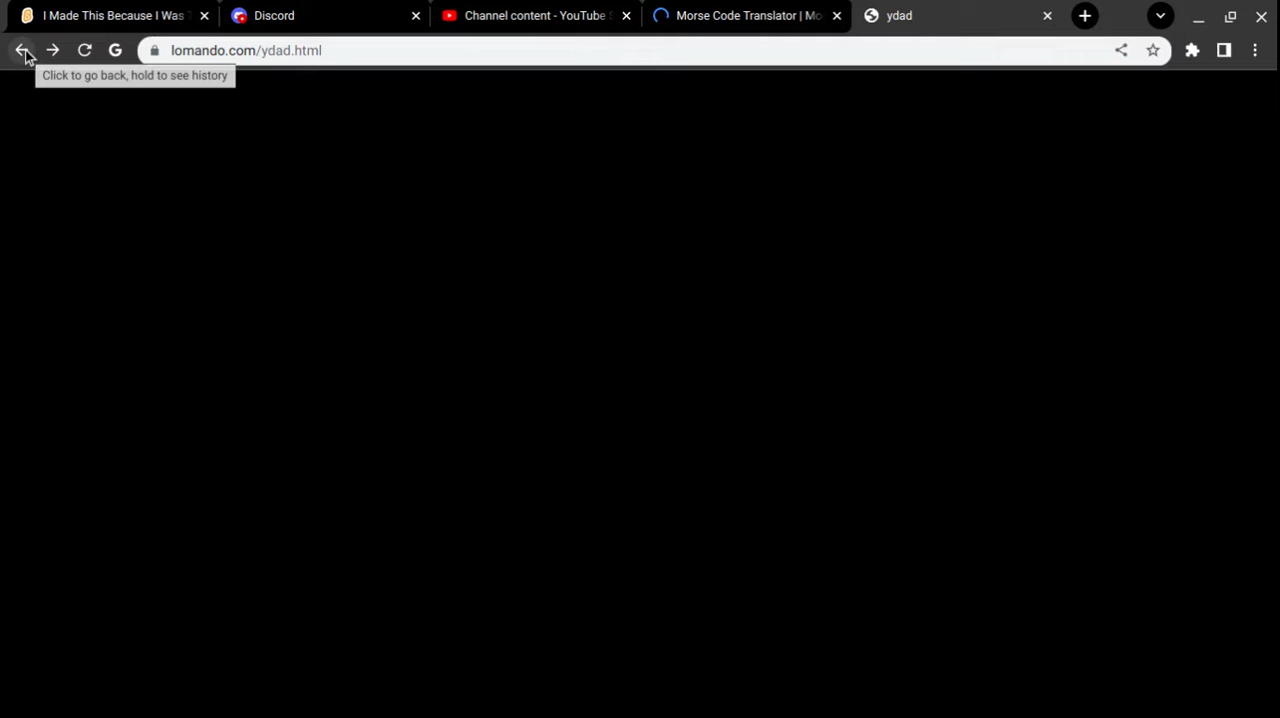 I Made This Because I Was
Discord
Channel content - YouTube
Morse Code Translator | Mo
ydad
G
lomando.com/ydad.html
Click to go back, hold to see history